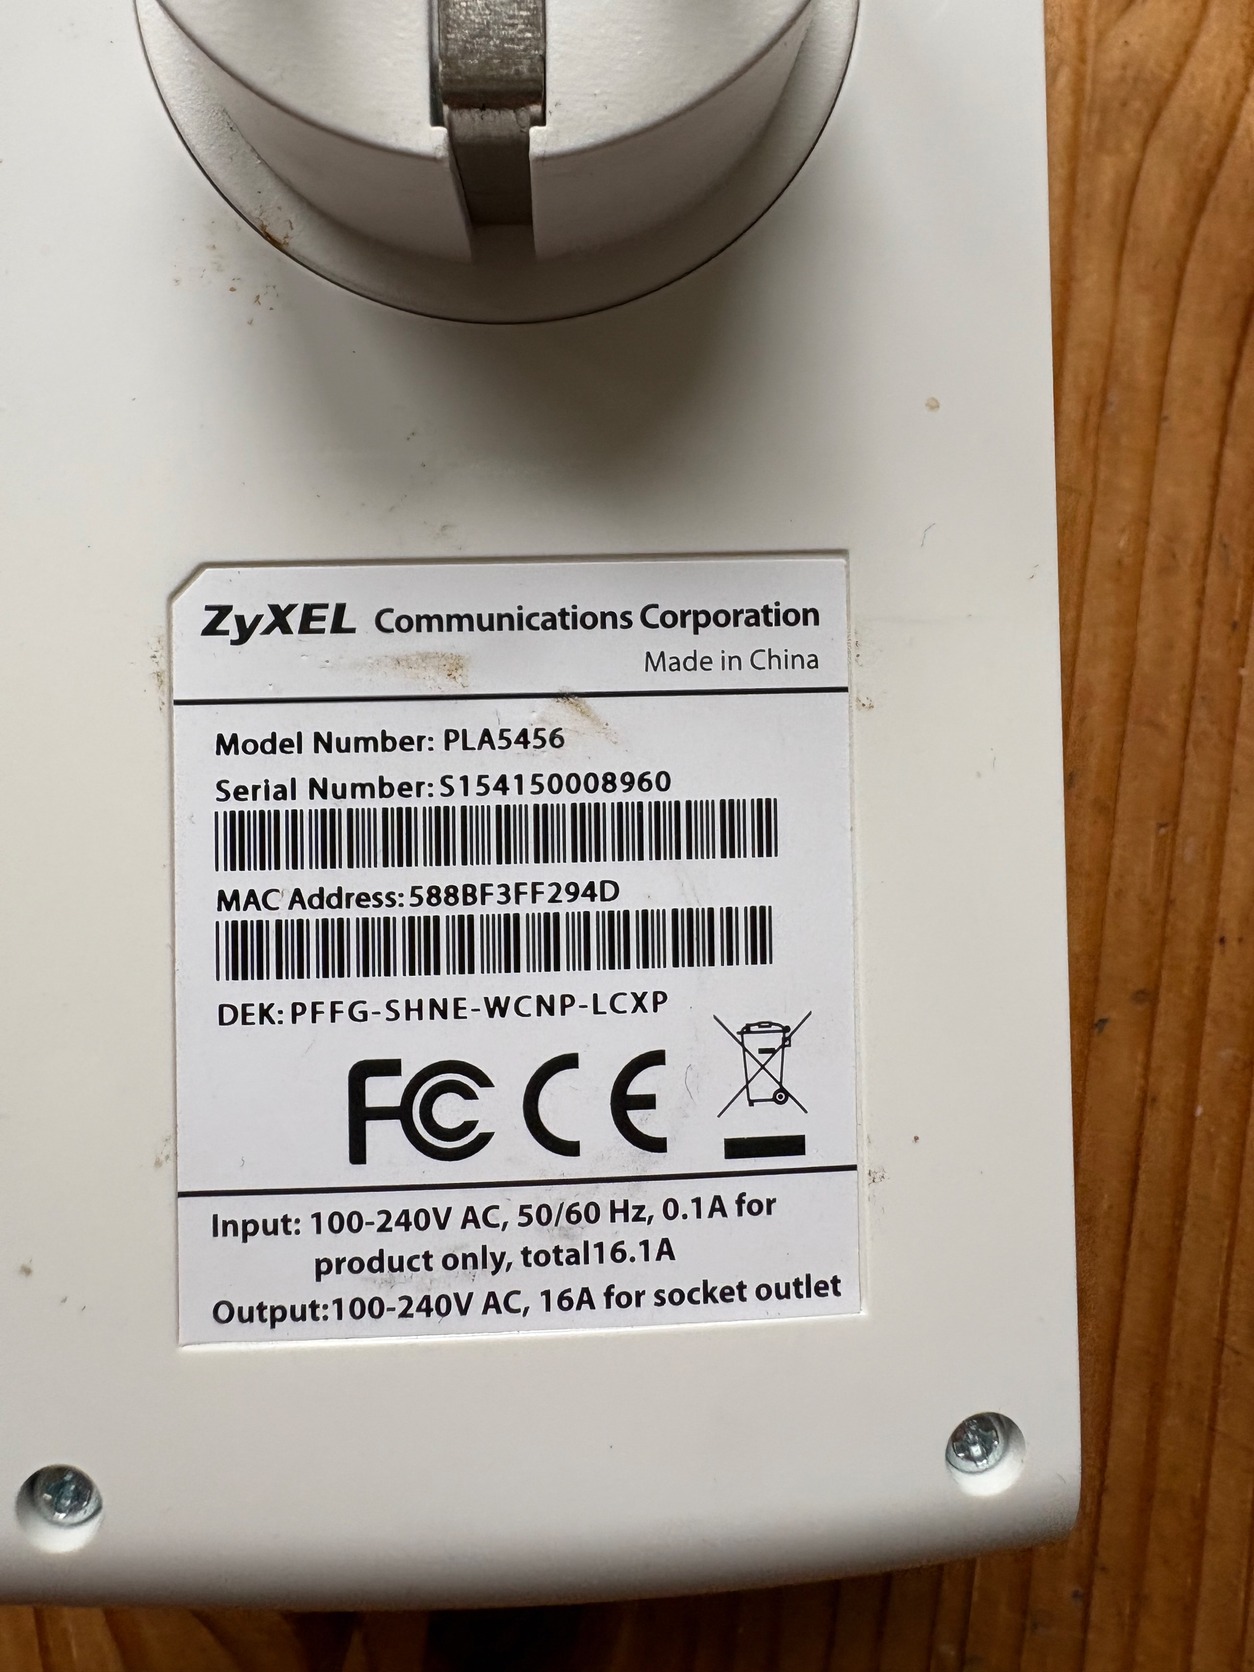 ZyXEL Communications Corporation
Made in China
Model Number: PLA5456
Serial Number: S154150008960
MAC Address: 588BF3FF294D
DEK: PFFG-SHNE-WCNP-LCXP
FC CE
Input: 100-240V AC, 50/60 Hz, 0.1A for
product only, total16.1A
Output:100-240V AC, 16A for socket outlet